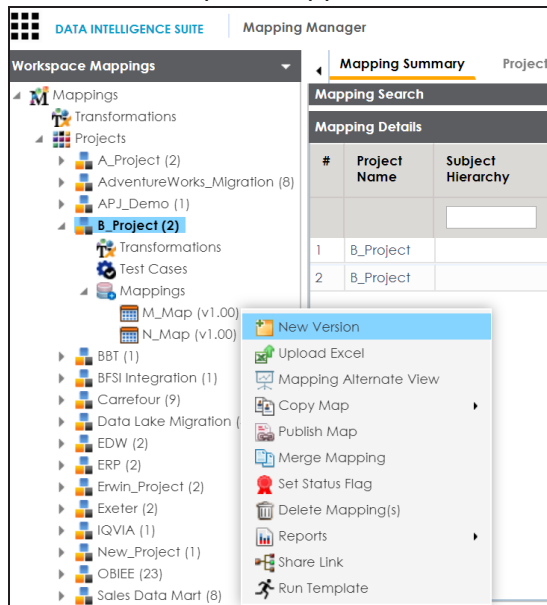 DATA INTELLIGENCE SUITE Mapping Manager
Workspace Mappings
Mappings
Transformations
Projects
A_Project (2)
AdventureWorks_Migration (8)
APJ_Demo (1)
B_Project (2)
Transformations
Test Cases
Mappings
M_Map (v1.00)
N_Map (v1.00)
BBT (1)
BFSI Integration (1)
Carrefour (9)
Data Lake Migration (
EDW (2)
ERP (2)
Erwin_Project (2)
Exeter (2)
IQVIA (1)
New_Project (1)
OBIEE (23)
Sales Data Mart (8)
Mapping Summary Project
Mapping Search
Mapping Details
# Project Name Subject Hierarchy
1 B_Project
2 B_Project
New Version
Upload Excel
Mapping Alternate View
Copy Map
Publish Map
Merge Mapping
Set Status Flag
Delete Mapping(s)
Reports
Share Link
Run Template